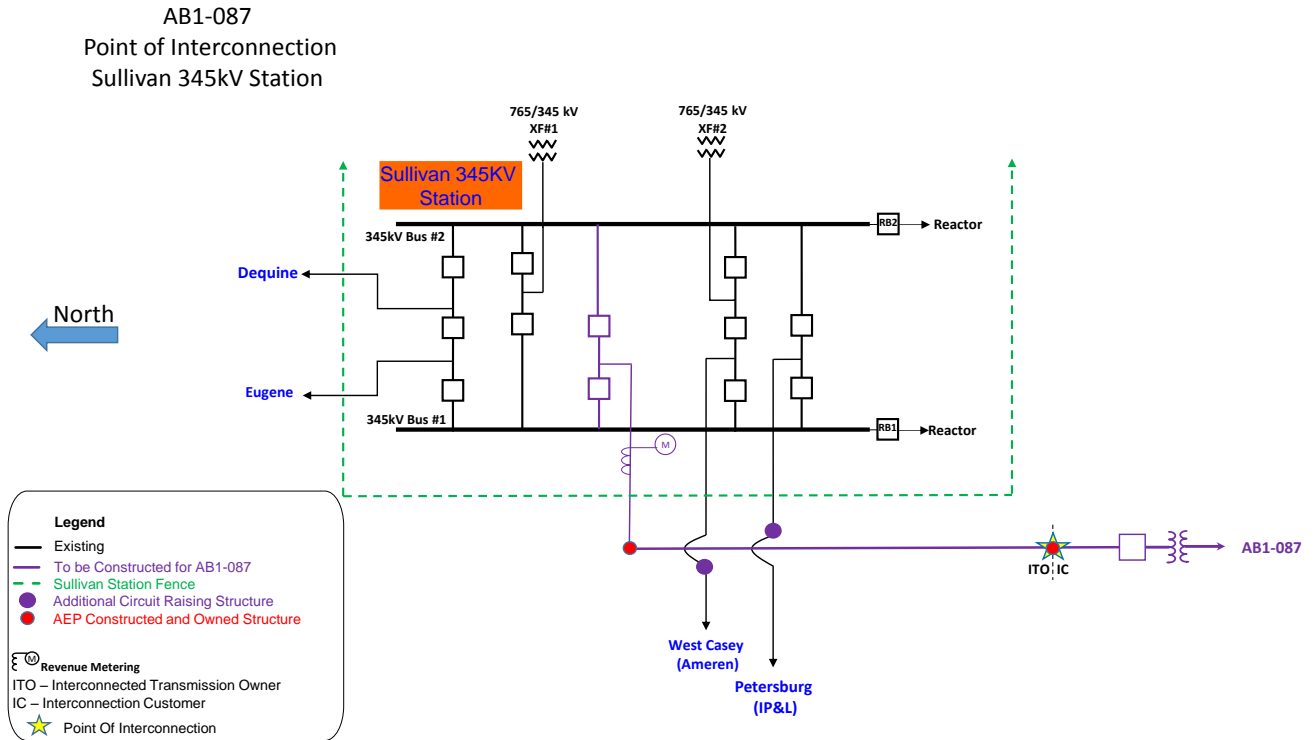 AB1-087
Point of Interconnection
Sullivan 345kV Station
765/345 kV
XF#1
765/345 kV
XF#2
Sullivan 345KV
Station
345kV Bus #2
RB2
Reactor
Dequine
North
Eugene
345kV Bus #1
RB1
Reactor
M
AB1-087
ITO
IC
West Casey
(Ameren)
Petersburg
(IP&L)
Legend
Existing
To be Constructed for AB1-087
Sullivan Station Fence
Additional Circuit Raising Structure
AEP Constructed and Owned Structure
M
Revenue Metering
ITO – Interconnected Transmission Owner
IC – Interconnection Customer
Point Of Interconnection